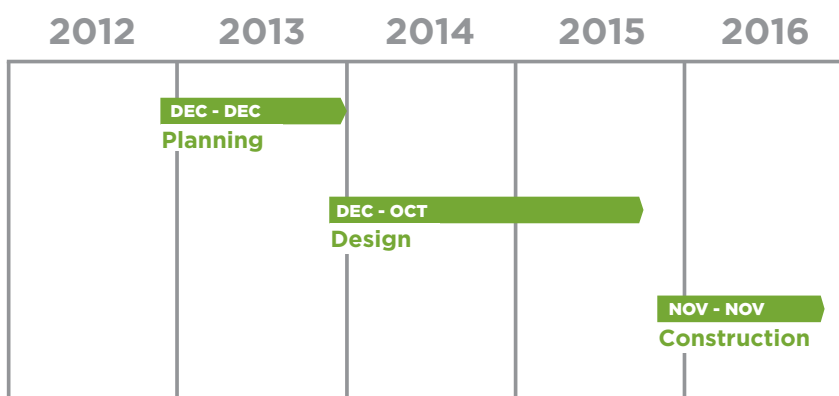 2012 2013 2014 2015 2016
DEC - DEC
Planning
DEC - OCT
Design
NOV - NOV
Construction